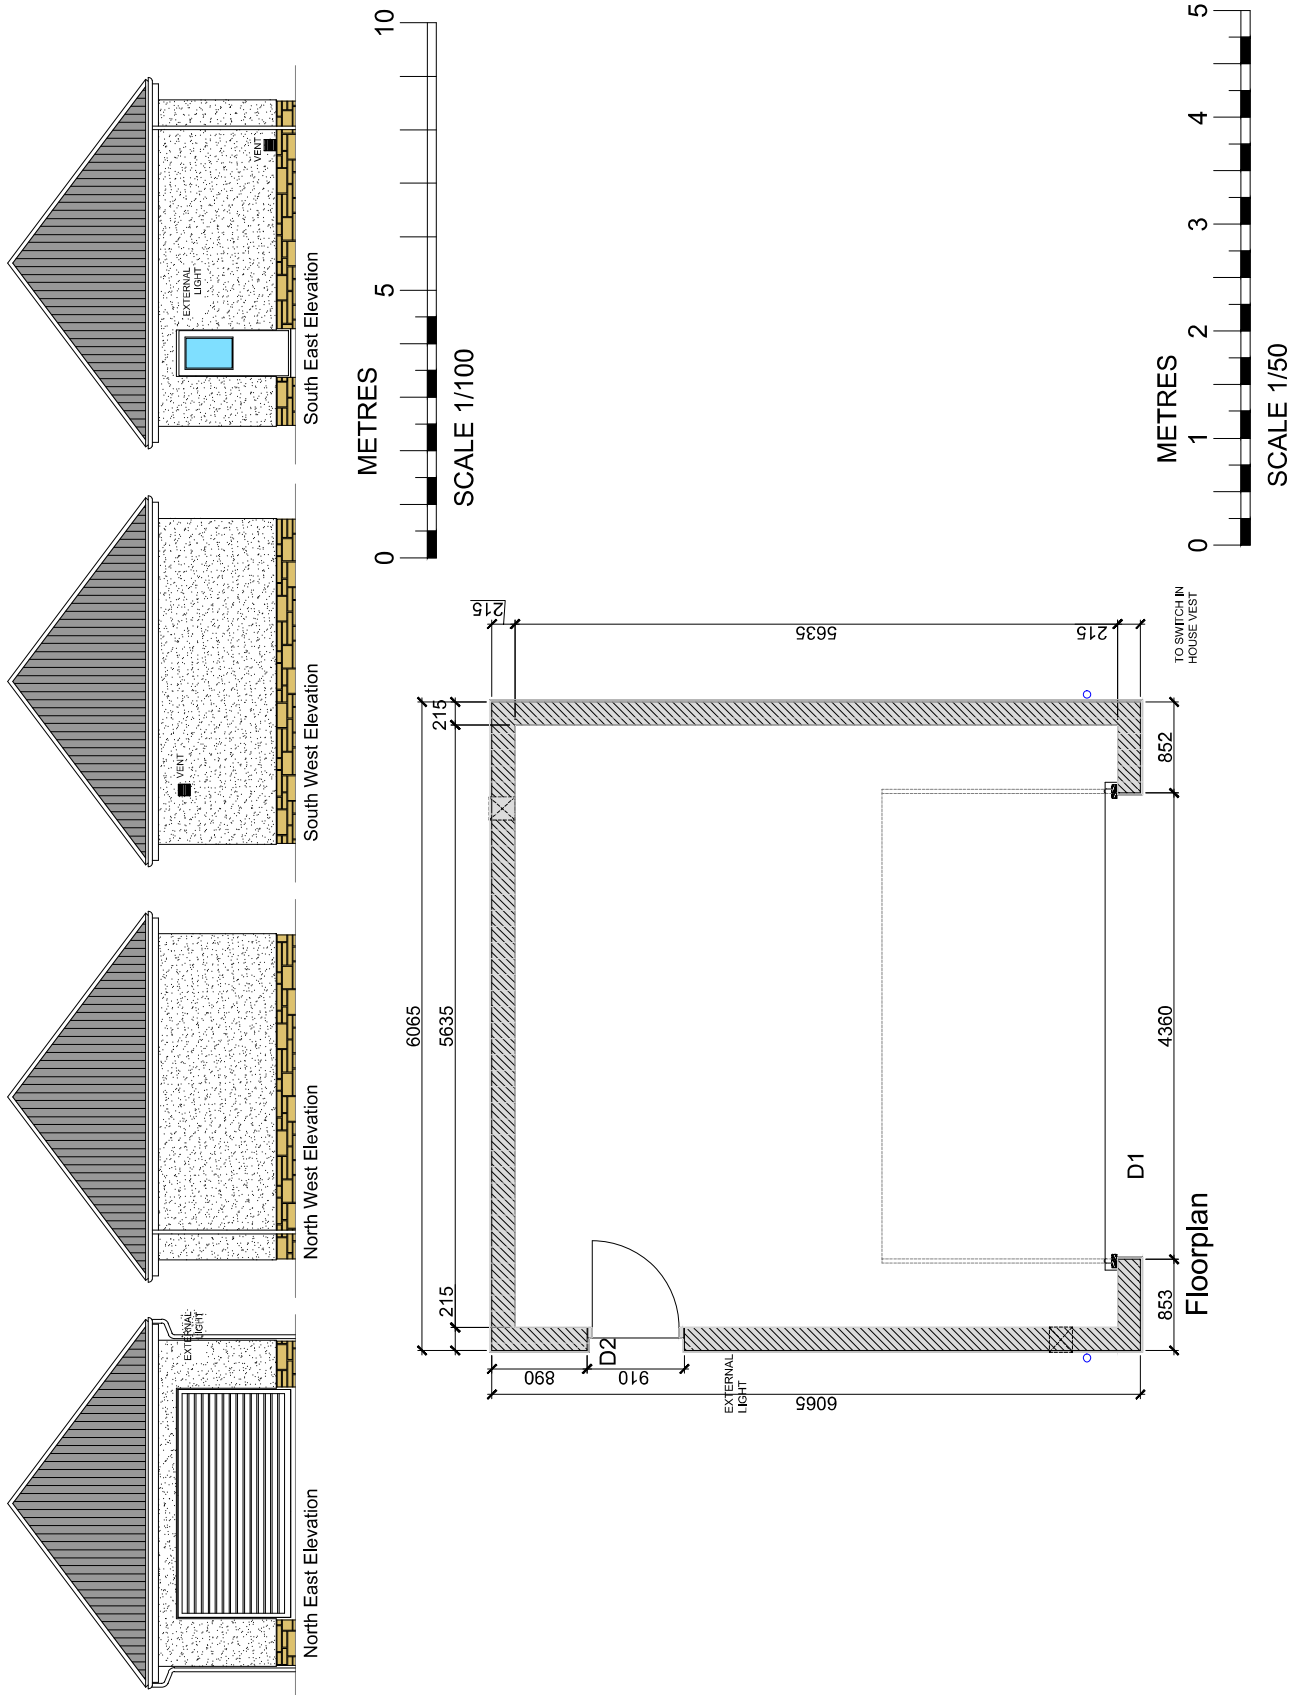 North East Elevation
EXTERNAL
LIGHT
North West Elevation
South West Elevation
VENT
South East Elevation
EXTERNAL
LIGHT
VENT
METRES
0
5
10
SCALE 1/100
6065
215
5635
215
215
5635
215
890
910
6065
D2
EXTERNAL
LIGHT
D1
853
4360
852
TO SWITCH IN
HOUSE VEST
Floorplan
METRES
0
1
2
3
4
5
SCALE 1/50